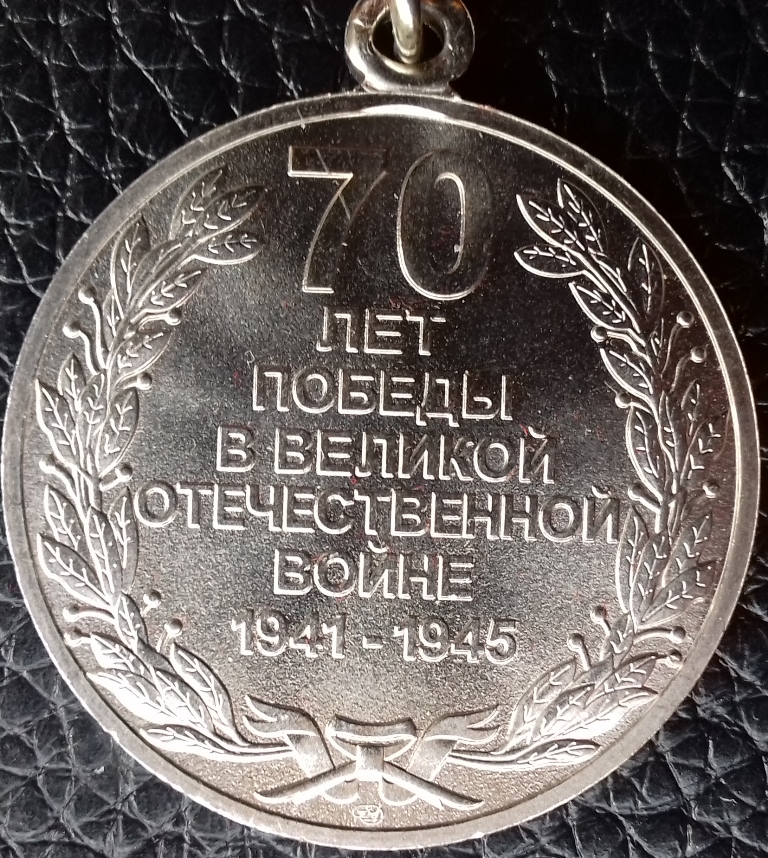 70
ЛЕТ
ПОБЕДЫ
В ВЕЛИКОЙ
ОТЕЧЕСТВЕННОЙ
ВОЙНЕ
1941 - 1945